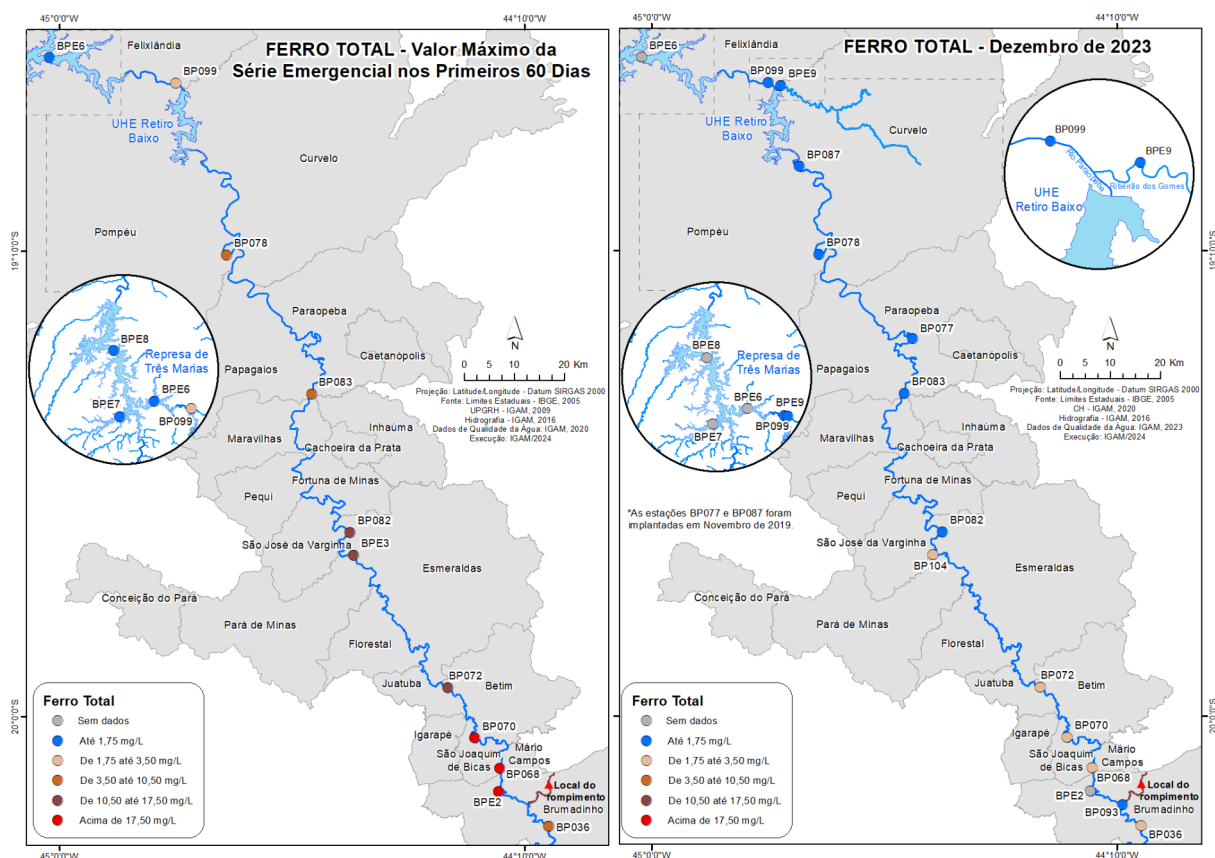 45°0'0"W
44°10'0"W
FERRO TOTAL - Valor Máximo da
Série Emergencial nos Primeiros 60 Dias
BPE6
Felixlândia
BP099
UHE Retiro
Baixo
Curvelo
Pompéu
BP078
19°10'0"S
Paraopeba
BPE8
Represa de
Três Marias
BPE6
BPE7
BP099
N
0 5 10 20 Km
Caetanópolis
Papagaios
BP083
Projeção: Latitude/Longitude - Datum SIRGAS 2000
Fonte: Limites Estaduais - IBGE, 2005
UPGRH - IGAM, 2009
Hidrografia - IGAM, 2016
Dados de Qualidade da Água: IGAM, 2020
Execução: IGAM/2024
Inhaúma
Maravilhas
Cachoeira da Prata
Fortuna de Minas
Pequi
BP082
São José da Varginha
BPE3
Esmeraldas
Conceição do Pará
Pará de Minas
Florestal
BP072
Juatuba
Betim
20°0'0"S
BP070
Igarapé
Mário
Campos
São Joaquim
de Bicas
BP068
Local do
rompimento
BPE2
Brumadinho
BP036
Ferro Total
Sem dados
Até 1,75 mg/L
De 1,75 até 3,50 mg/L
De 3,50 até 10,50 mg/L
De 10,50 até 17,50 mg/L
Acima de 17,50 mg/L
45°0'0"W
44°10'0"W
45°0'0"W
44°10'0"W
FERRO TOTAL - Dezembro de 2023
BPE6
Felixlândia
BP099
BPE9
UHE Retiro
Baixo
Curvelo
BP087
BP099
BPE9
Rio Paraopeba
Ribeirão dos Gomes
UHE
Retiro Baixo
Pompéu
BP078
19°10'0"S
Paraopeba
BP077
BPE8
Represa de
Três Marias
BPE6
BPE9
BPE7
BP099
N
0 5 10 20 Km
Caetanópolis
Papagaios
BP083
Projeção: Latitude/Longitude - Datum SIRGAS 2000
Fonte: Limites Estaduais - IBGE, 2005
CH - IGAM, 2020
Hidrografia - IGAM, 2016
Dados de Qualidade da Água: IGAM, 2023
Execução: IGAM/2024
Inhaúma
Maravilhas
Cachoeira da Prata
Fortuna de Minas
Pequi
*As estações BP077 e BP087 foram
implantadas em Novembro de 2019.
BP082
São José da Varginha
BP104
Esmeraldas
Conceição do Pará
Pará de Minas
Florestal
BP072
Juatuba
Betim
20°0'0"S
BP070
Igarapé
Mário
Campos
São Joaquim
de Bicas
BP068
Local do
rompimento
BPE2
BP093
Brumadinho
BP036
Ferro Total
Sem dados
Até 1,75 mg/L
De 1,75 até 3,50 mg/L
De 3,50 até 10,50 mg/L
De 10,50 até 17,50 mg/L
Acima de 17,50 mg/L
45°0'0"W
44°10'0"W